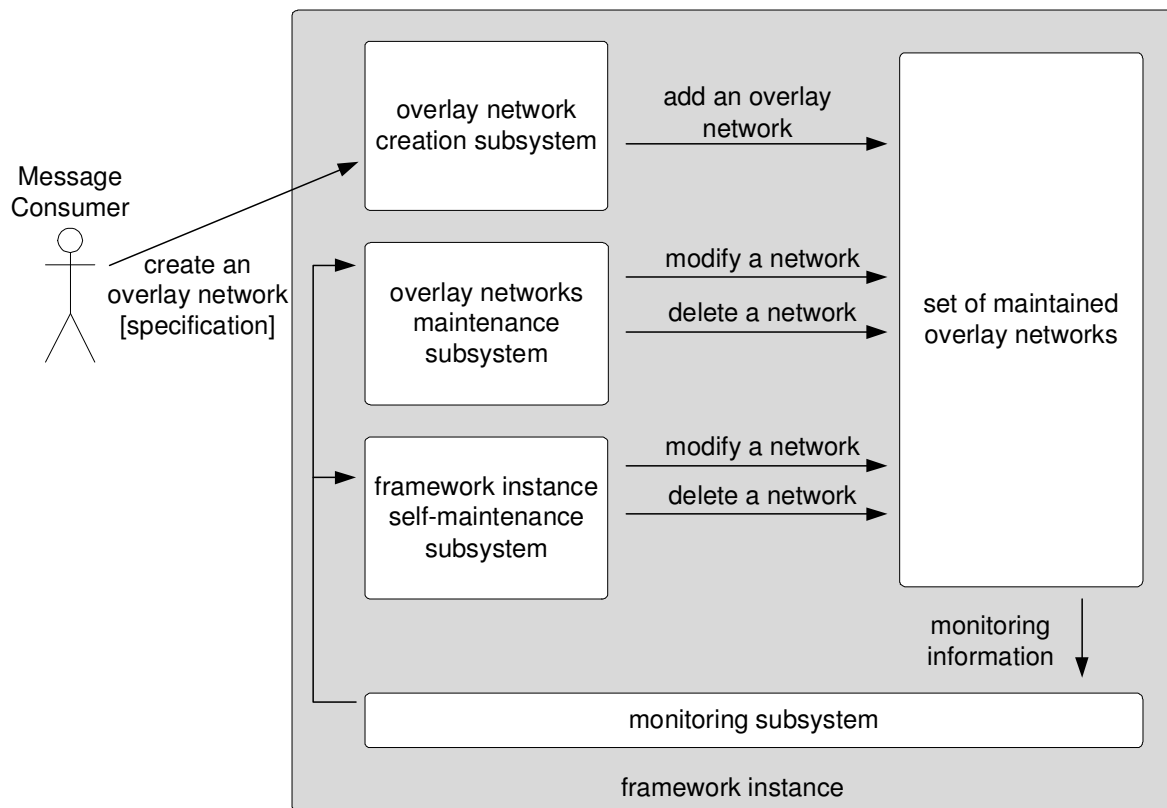 Message
Consumer
create an
overlay network
[specification]
overlay network
creation subsystem
add an overlay
network
overlay networks
maintenance
subsystem
modify a network
delete a network
framework instance
self-maintenance
subsystem
modify a network
delete a network
set of maintained
overlay networks
monitoring
information
monitoring subsystem
framework instance